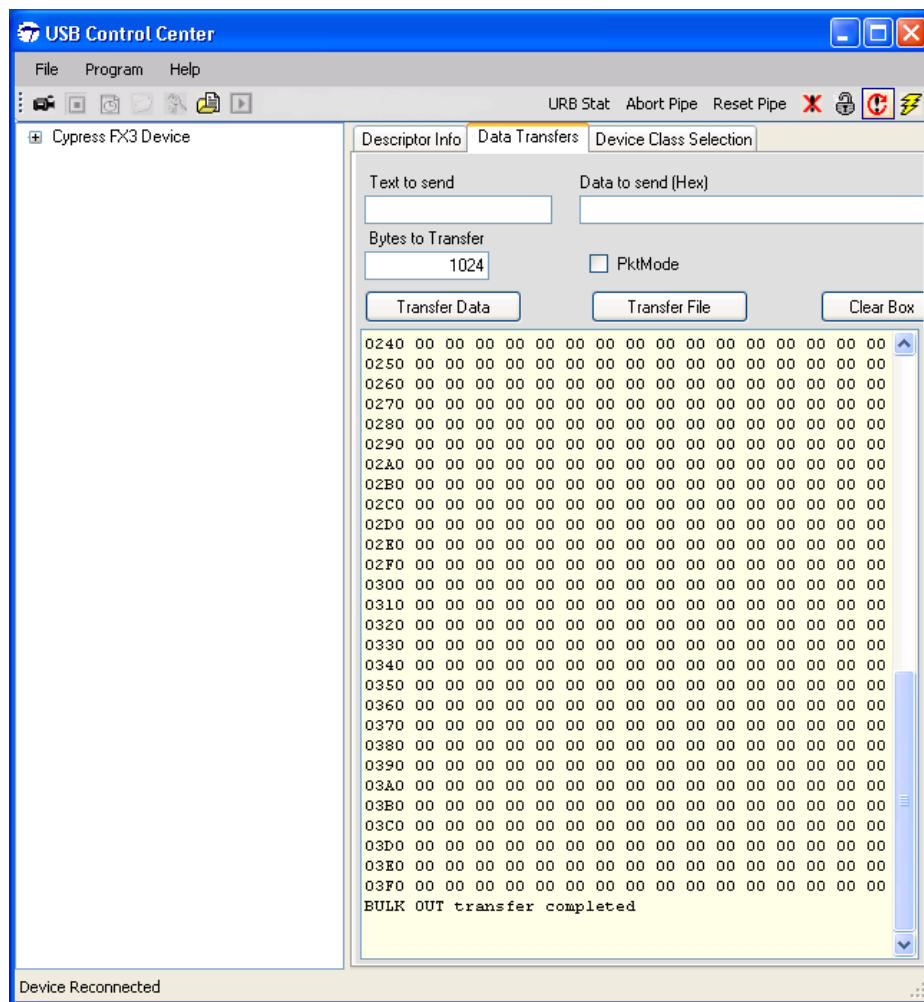 USB Control Center
File Program Help
URB Stat Abort Pipe Reset Pipe
Cypress FX3 Device
Descriptor Info Data Transfers Device Class Selection
Text to send Data to send (Hex)
Bytes to Transfer
1024 PktMode
Transfer Data Transfer File Clear Box
0240 00 00 00 00 00 00 00 00 00 00 00 00 00 00 00 00
0250 00 00 00 00 00 00 00 00 00 00 00 00 00 00 00 00
0260 00 00 00 00 00 00 00 00 00 00 00 00 00 00 00 00
0270 00 00 00 00 00 00 00 00 00 00 00 00 00 00 00 00
0280 00 00 00 00 00 00 00 00 00 00 00 00 00 00 00 00
0290 00 00 00 00 00 00 00 00 00 00 00 00 00 00 00 00
02A0 00 00 00 00 00 00 00 00 00 00 00 00 00 00 00 00
02B0 00 00 00 00 00 00 00 00 00 00 00 00 00 00 00 00
02C0 00 00 00 00 00 00 00 00 00 00 00 00 00 00 00 00
02D0 00 00 00 00 00 00 00 00 00 00 00 00 00 00 00 00
02E0 00 00 00 00 00 00 00 00 00 00 00 00 00 00 00 00
02F0 00 00 00 00 00 00 00 00 00 00 00 00 00 00 00 00
0300 00 00 00 00 00 00 00 00 00 00 00 00 00 00 00 00
0310 00 00 00 00 00 00 00 00 00 00 00 00 00 00 00 00
0320 00 00 00 00 00 00 00 00 00 00 00 00 00 00 00 00
0330 00 00 00 00 00 00 00 00 00 00 00 00 00 00 00 00
0340 00 00 00 00 00 00 00 00 00 00 00 00 00 00 00 00
0350 00 00 00 00 00 00 00 00 00 00 00 00 00 00 00 00
0360 00 00 00 00 00 00 00 00 00 00 00 00 00 00 00 00
0370 00 00 00 00 00 00 00 00 00 00 00 00 00 00 00 00
0380 00 00 00 00 00 00 00 00 00 00 00 00 00 00 00 00
0390 00 00 00 00 00 00 00 00 00 00 00 00 00 00 00 00
03A0 00 00 00 00 00 00 00 00 00 00 00 00 00 00 00 00
03B0 00 00 00 00 00 00 00 00 00 00 00 00 00 00 00 00
03C0 00 00 00 00 00 00 00 00 00 00 00 00 00 00 00 00
03D0 00 00 00 00 00 00 00 00 00 00 00 00 00 00 00 00
03E0 00 00 00 00 00 00 00 00 00 00 00 00 00 00 00 00
03F0 00 00 00 00 00 00 00 00 00 00 00 00 00 00 00 00
BULK OUT transfer completed
Device Reconnected